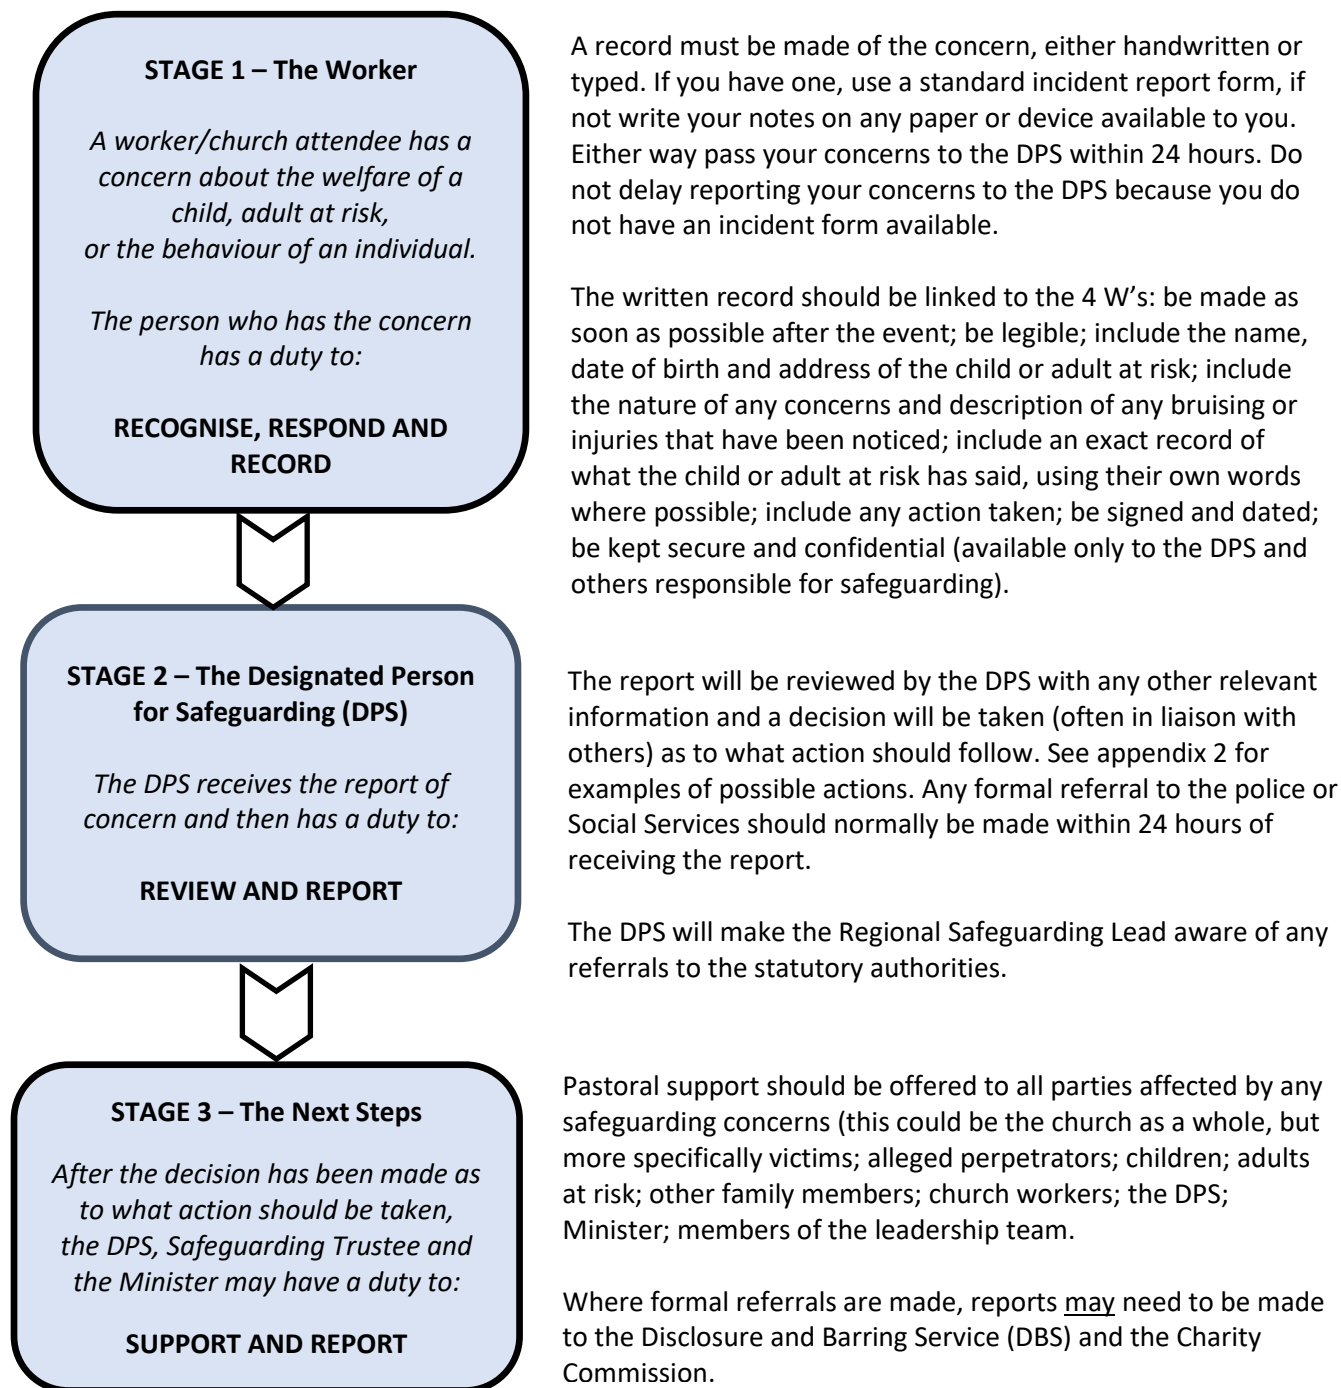 STAGE 1 – The Worker
A worker/church attendee has a
concern about the welfare of a
child, adult at risk,
or the behaviour of an individual.
The person who has the concern
has a duty to:
RECOGNISE, RESPOND AND
RECORD
A record must be made of the concern, either handwritten or
typed. If you have one, use a standard incident report form, if
not write your notes on any paper or device available to you.
Either way pass your concerns to the DPS within 24 hours. Do
not delay reporting your concerns to the DPS because you do
not have an incident form available.
The written record should be linked to the 4 W’s: be made as
soon as possible after the event; be legible; include the name,
date of birth and address of the child or adult at risk; include
the nature of any concerns and description of any bruising or
injuries that have been noticed; include an exact record of
what the child or adult at risk has said, using their own words
where possible; include any action taken; be signed and dated;
be kept secure and confidential (available only to the DPS and
others responsible for safeguarding).
STAGE 2 – The Designated Person
for Safeguarding (DPS)
The DPS receives the report of
concern and then has a duty to:
REVIEW AND REPORT
The report will be reviewed by the DPS with any other relevant
information and a decision will be taken (often in liaison with
others) as to what action should follow. See appendix 2 for
examples of possible actions. Any formal referral to the police or
Social Services should normally be made within 24 hours of
receiving the report.
The DPS will make the Regional Safeguarding Lead aware of any
referrals to the statutory authorities.
STAGE 3 – The Next Steps
After the decision has been made as
to what action should be taken,
the DPS, Safeguarding Trustee and
the Minister may have a duty to:
SUPPORT AND REPORT
Pastoral support should be offered to all parties affected by any
safeguarding concerns (this could be the church as a whole, but
more specifically victims; alleged perpetrators; children; adults
at risk; other family members; church workers; the DPS;
Minister; members of the leadership team.
Where formal referrals are made, reports may need to be made
to the Disclosure and Barring Service (DBS) and the Charity
Commission.